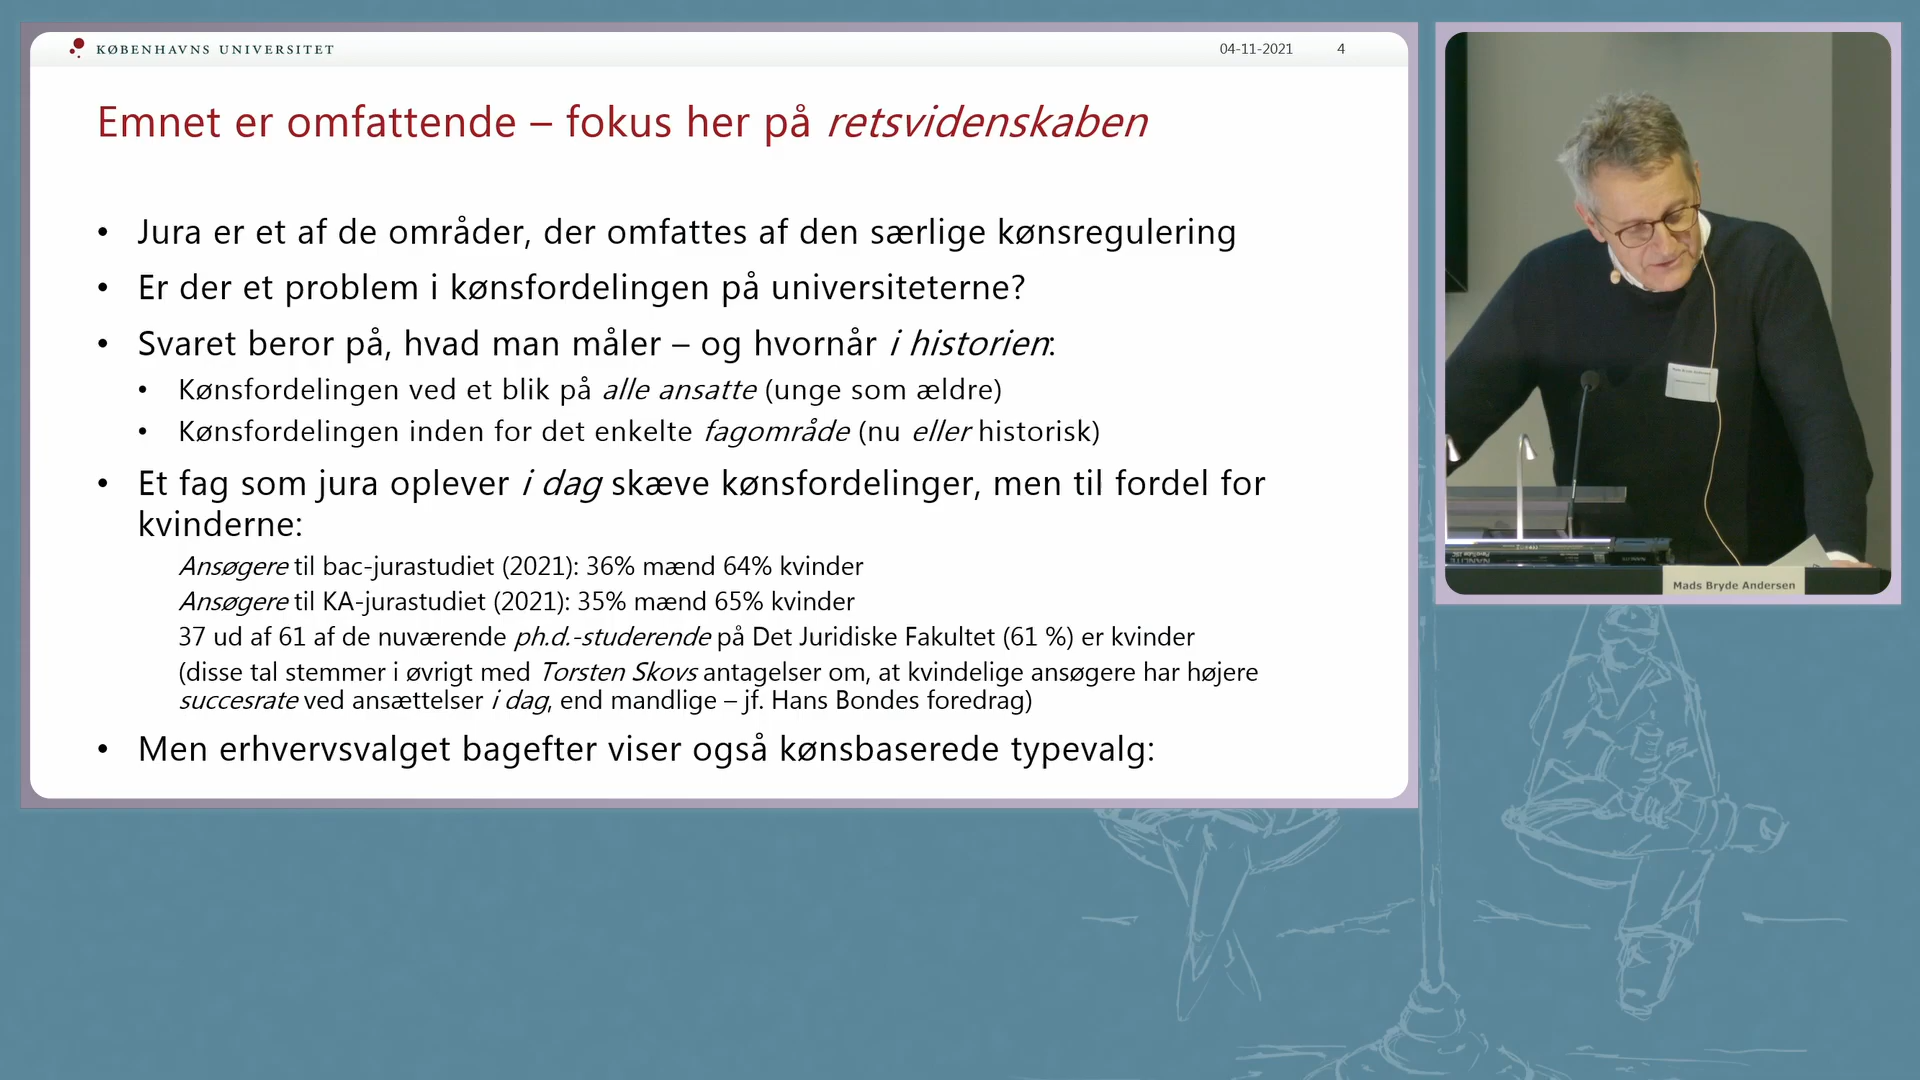 KØBENHAVNS UNIVERSITET
04-11-2021 4
Emnet er omfattende – fokus her på retsvidenskaben
• Jura er et af de områder, der omfattes af den særlige kønsregulering
• Er der et problem i kønsfordelingen på universiteterne?
• Svaret beror på, hvad man måler – og hvornår i historien:
• Kønsfordelingen ved et blik på alle ansatte (unge som ældre)
• Kønsfordelingen inden for det enkelte fagområde (nu eller historisk)
• Et fag som jura oplever i dag skæve kønsfordelinger, men til fordel for
kvinderne:
Ansøgere til bac-jurastudiet (2021): 36% mænd 64% kvinder
Ansøgere til KA-jurastudiet (2021): 35% mænd 65% kvinder
37 ud af 61 af de nuværende ph.d.-studerende på Det Juridiske Fakultet (61 %) er kvinder
(disse tal stemmer i øvrigt med Torsten Skovs antagelser om, at kvindelige ansøgere har højere
succesrate ved ansættelser i dag, end mandlige – jf. Hans Bondes foredrag)
• Men erhvervsvalget bagefter viser også kønsbaserede typevalg:
Mads Bryde Andersen